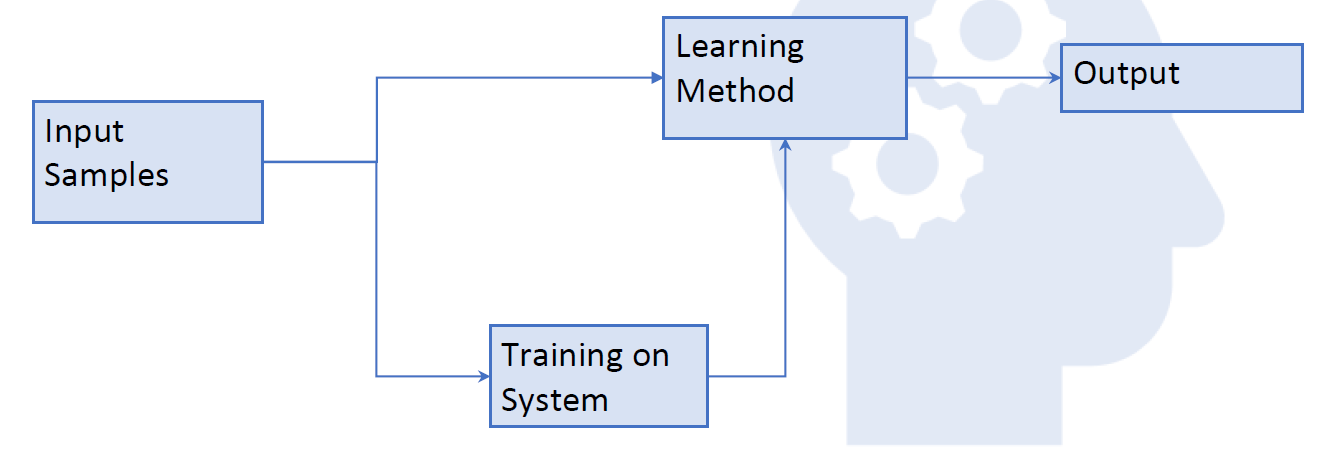 Input
Samples
Learning
Method
Output
Training on
System